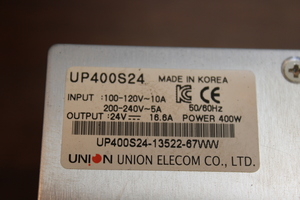 UP400S24 MADE IN KOREA
INPUT :100-120V~10A
200-240V~5A 50/60Hz
OUTPUT :24V⎓ 16.6A POWER 400W
UP400S24-13522-67WW
UNION UNION ELECOM CO., LTD.